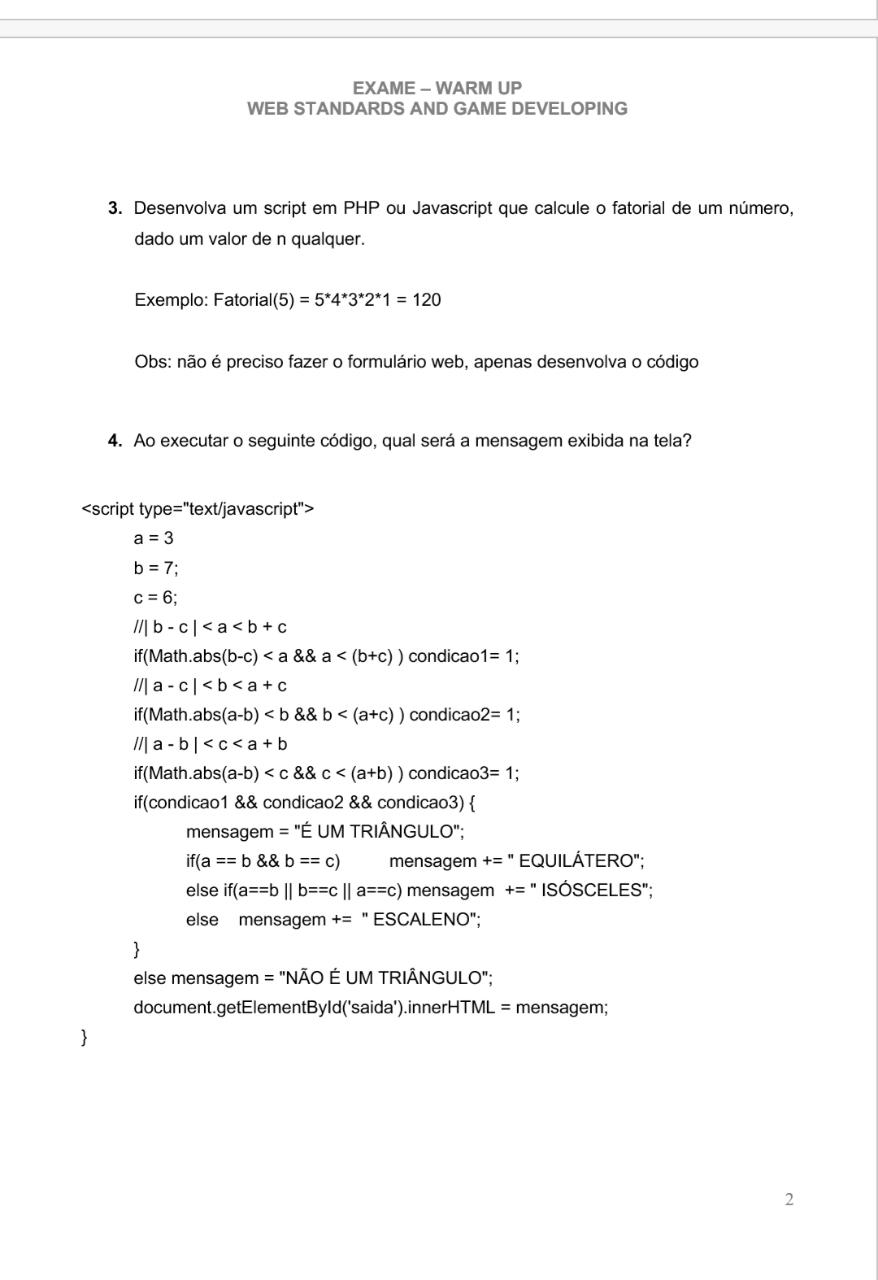 EXAME – WARM UP
WEB STANDARDS AND GAME DEVELOPING
3. Desenvolva um script em PHP ou Javascript que calcule o fatorial de um número,
dado um valor de n qualquer.
Exemplo: Fatorial(5) = 5*4*3*2*1 = 120
Obs: não é preciso fazer o formulário web, apenas desenvolva o código
4. Ao executar o seguinte código, qual será a mensagem exibida na tela?
<script type="text/javascript">
a = 3
b = 7;
c = 6;
//| b - c | < a < b + c
if(Math.abs(b-c) < a && a < (b+c) ) condicao1= 1;
//| a - c | < b < a + c
if(Math.abs(a-b) < b && b < (a+c) ) condicao2= 1;
//| a - b | < c < a + b
if(Math.abs(a-b) < c && c < (a+b) ) condicao3= 1;
if(condicao1 && condicao2 && condicao3) {
mensagem = "É UM TRIÂNGULO";
if(a == b && b == c) mensagem += " EQUILÁTERO";
else if(a==b || b==c || a==c) mensagem += " ISÓSCELES";
else mensagem += " ESCALENO";
}
else mensagem = "NÃO É UM TRIÂNGULO";
document.getElementById('saida').innerHTML = mensagem;
}
2